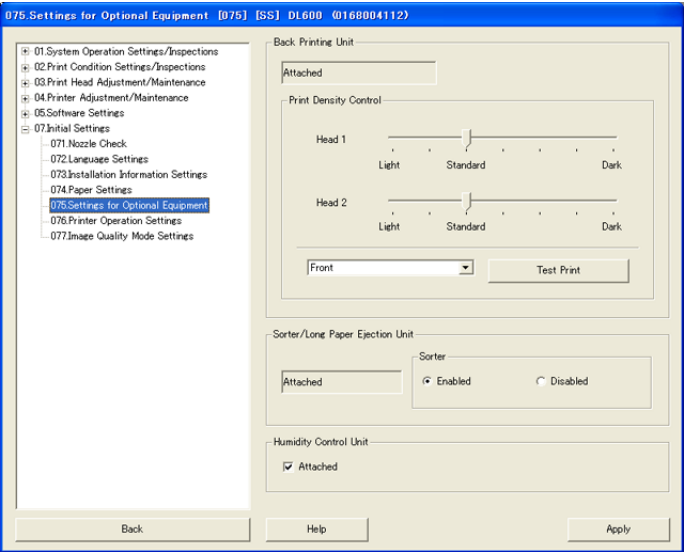 075.Settings for Optional Equipment [075] [SS] DL600 (0168004112)
01.System Operation Settings/Inspections
02.Print Condition Settings/Inspections
03.Print Head Adjustment/Maintenance
04.Printer Adjustment/Maintenance
05.Software Settings
07.Initial Settings
071.Nozzle Check
072.Language Settings
073.Installation Information Settings
074.Paper Settings
075.Settings for Optional Equipment
076.Printer Operation Settings
077.Image Quality Mode Settings
Back
Back Printing Unit
Attached
Print Density Control
Head 1
Light Standard Dark
Head 2
Light Standard Dark
Front Test Print
Sorter/Long Paper Ejection Unit
Attached
Sorter
Enabled Disabled
Humidity Control Unit
Attached
Help Apply